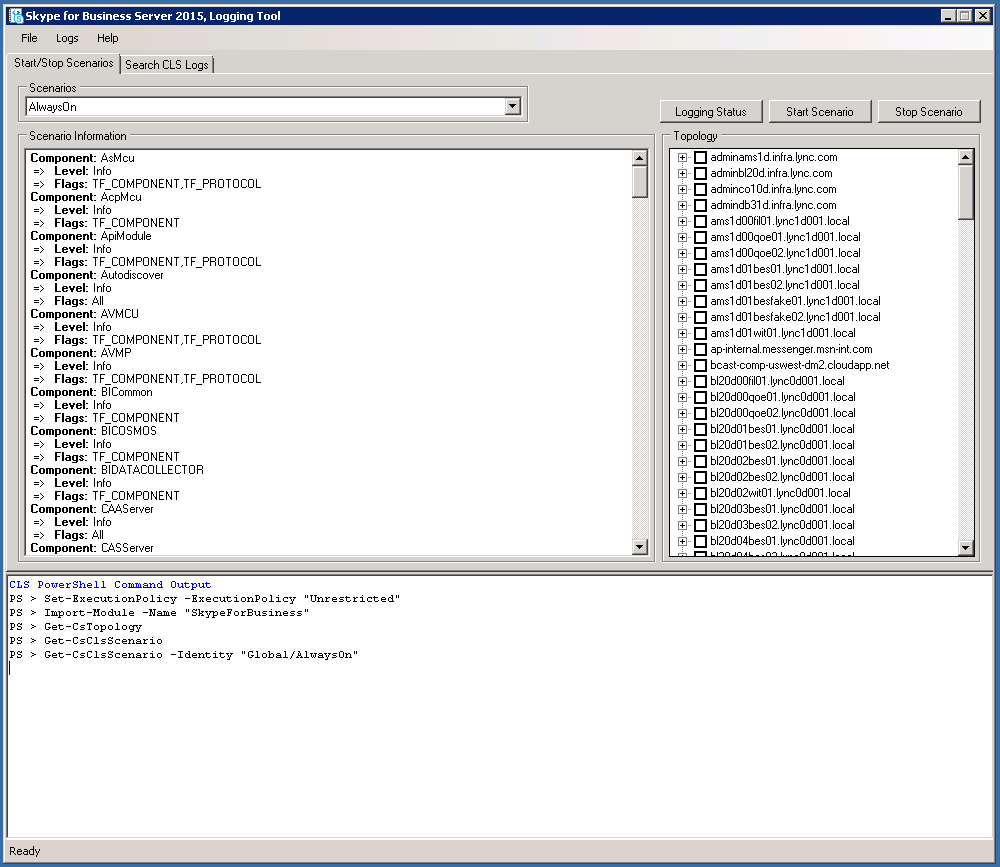 Skype for Business Server 2015, Logging Tool
File Logs Help
Start/Stop Scenarios Search CLS Logs
Scenarios
AlwaysOn
Logging Status Start Scenario Stop Scenario
Scenario Information
Component: AsMcu
=> Level: Info
=> Flags: TF_COMPONENT,TF_PROTOCOL
Component: AcpMcu
=> Level: Info
=> Flags: TF_COMPONENT
Component: ApiModule
=> Level: Info
=> Flags: TF_COMPONENT,TF_PROTOCOL
Component: Autodiscover
=> Level: Info
=> Flags: All
Component: AVMCU
=> Level: Info
=> Flags: TF_COMPONENT,TF_PROTOCOL
Component: AVMP
=> Level: Info
=> Flags: TF_COMPONENT,TF_PROTOCOL
Component: BICommon
=> Level: Info
=> Flags: TF_COMPONENT
Component: BICOSMOS
=> Level: Info
=> Flags: TF_COMPONENT
Component: BIDATACOLLECTOR
=> Level: Info
=> Flags: TF_COMPONENT
Component: CAAServer
=> Level: Info
=> Flags: All
Component: CASServer
Topology
adminams1d.infra.lync.com
adminbl20d.infra.lync.com
adminco10d.infra.lync.com
admindb31d.infra.lync.com
ams1d00fil01.lync1d001.local
ams1d00qoe01.lync1d001.local
ams1d00qoe02.lync1d001.local
ams1d01bes01.lync1d001.local
ams1d01bes02.lync1d001.local
ams1d01besfake01.lync1d001.local
ams1d01besfake02.lync1d001.local
ams1d01wit01.lync1d001.local
ap-internal.messenger.msn-int.com
bcast-comp-uswest-dm2.cloudapp.net
bl20d00fil01.lync0d001.local
bl20d00qoe01.lync0d001.local
bl20d00qoe02.lync0d001.local
bl20d01bes01.lync0d001.local
bl20d01bes02.lync0d001.local
bl20d02bes01.lync0d001.local
bl20d02bes02.lync0d001.local
bl20d02wit01.lync0d001.local
bl20d03bes01.lync0d001.local
bl20d03bes02.lync0d001.local
bl20d04bes01.lync0d001.local
CLS PowerShell Command Output
PS > Set-ExecutionPolicy -ExecutionPolicy "Unrestricted"
PS > Import-Module -Name "SkypeForBusiness"
PS > Get-CsTopology
PS > Get-CsClsScenario
PS > Get-CsClsScenario -Identity "Global/AlwaysOn"
Ready